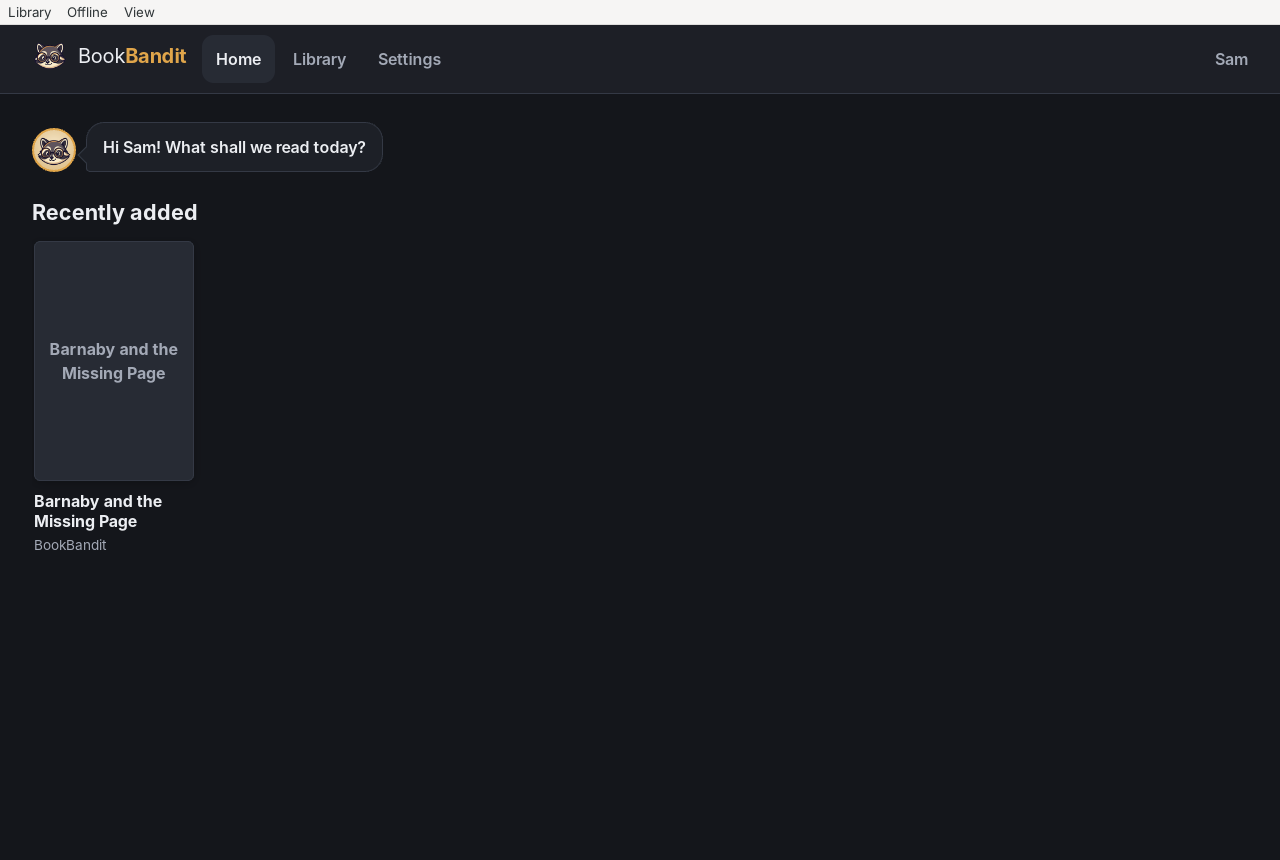 Library Offline View
BookBandit Home Library Settings Sam
Hi Sam! What shall we read today?
Recently added
Barnaby and the
Missing Page
Barnaby and the
Missing Page
BookBandit